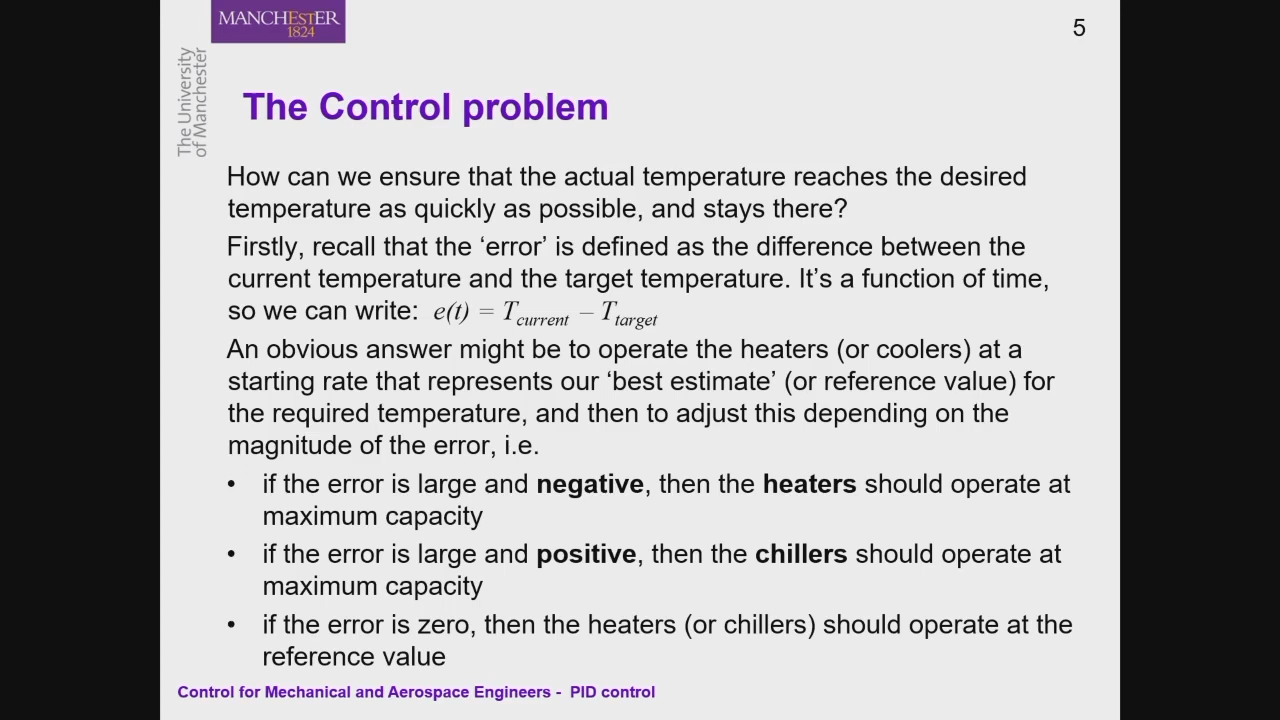 MANCHESTER
1824
The University
of Manchester
5
The Control problem
How can we ensure that the actual temperature reaches the desired
temperature as quickly as possible, and stays there?
Firstly, recall that the ‘error’ is defined as the difference between the
current temperature and the target temperature. It’s a function of time,
so we can write: e(t) = Tcurrent – Ttarget
An obvious answer might be to operate the heaters (or coolers) at a
starting rate that represents our ‘best estimate’ (or reference value) for
the required temperature, and then to adjust this depending on the
magnitude of the error, i.e.
• if the error is large and negative, then the heaters should operate at
maximum capacity
• if the error is large and positive, then the chillers should operate at
maximum capacity
• if the error is zero, then the heaters (or chillers) should operate at the
reference value
Control for Mechanical and Aerospace Engineers - PID control